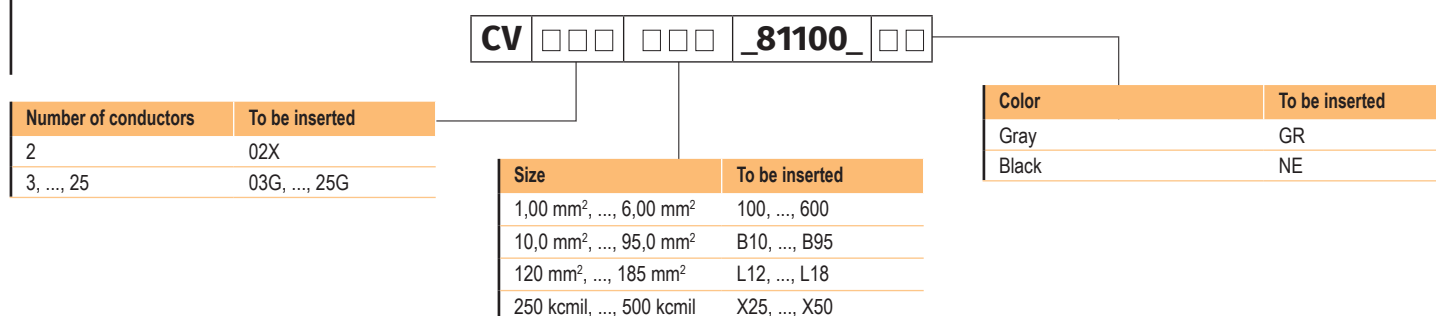 CV □□□ □□□ _81100_ □□
Number of conductors To be inserted
2 02X
3, ..., 25 03G, ..., 25G
Size To be inserted
1,00 mm², ..., 6,00 mm² 100, ..., 600
10,0 mm², ..., 95,0 mm² B10, ..., B95
120 mm², ..., 185 mm² L12, ..., L18
250 kcmil, ..., 500 kcmil X25, ..., X50
Color To be inserted
Gray GR
Black NE